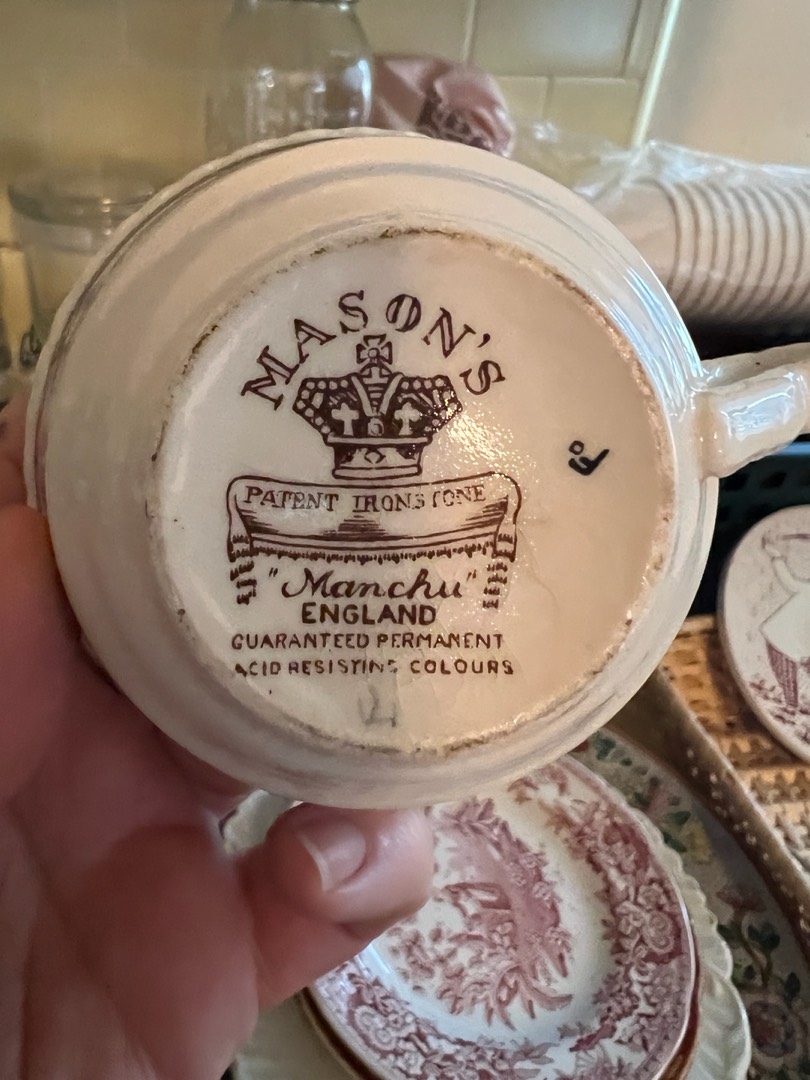 MASON'S
PATENT IRONSTONE
"Manchu"
ENGLAND
GUARANTEED PERMANENT
ACID RESISTING COLOURS